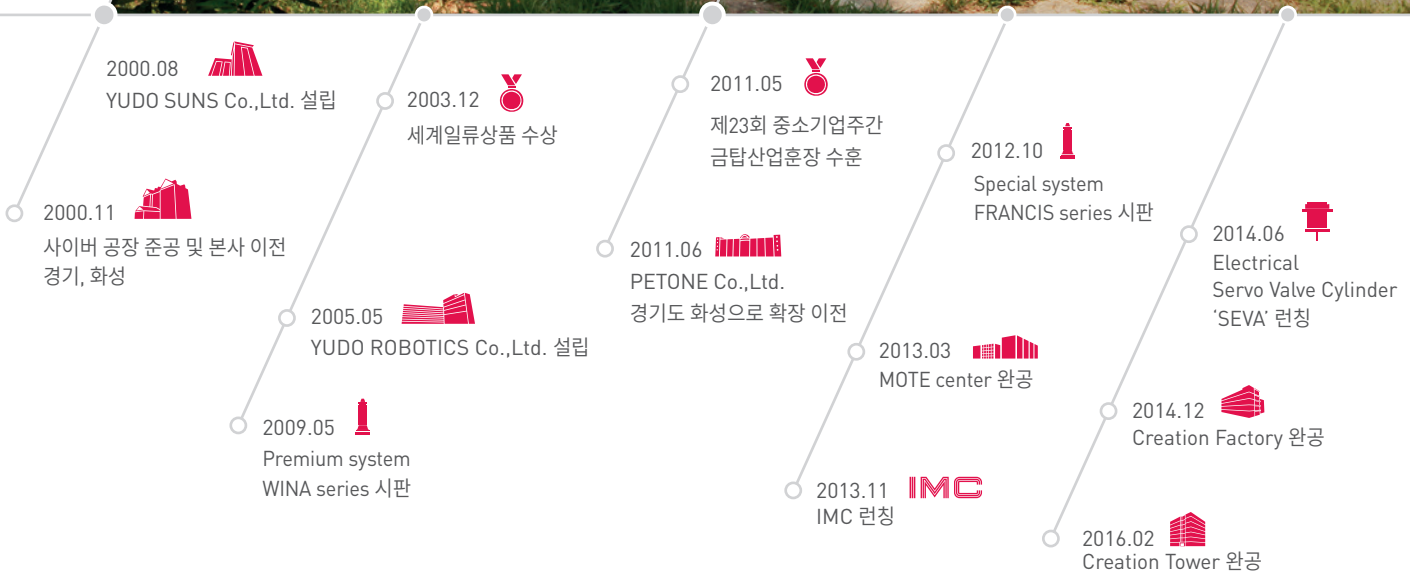 2000.08
YUDO SUNS Co.,Ltd. 설립
2000.11
사이버 공장 준공 및 본사 이전
경기, 화성
2003.12
세계일류상품 수상
2005.05
YUDO ROBOTICS Co.,Ltd. 설립
2009.05
Premium system
WINA series 시판
2011.05
제23회 중소기업주간
금탑산업훈장 수훈
2011.06
PETONE Co.,Ltd.
경기도 화성으로 확장 이전
2012.10
Special system
FRANCIS series 시판
2013.03
MOTE center 완공
2013.11 IMC
IMC 런칭
2014.06
Electrical
Servo Valve Cylinder
‘SEVA’ 런칭
2014.12
Creation Factory 완공
2016.02
Creation Tower 완공